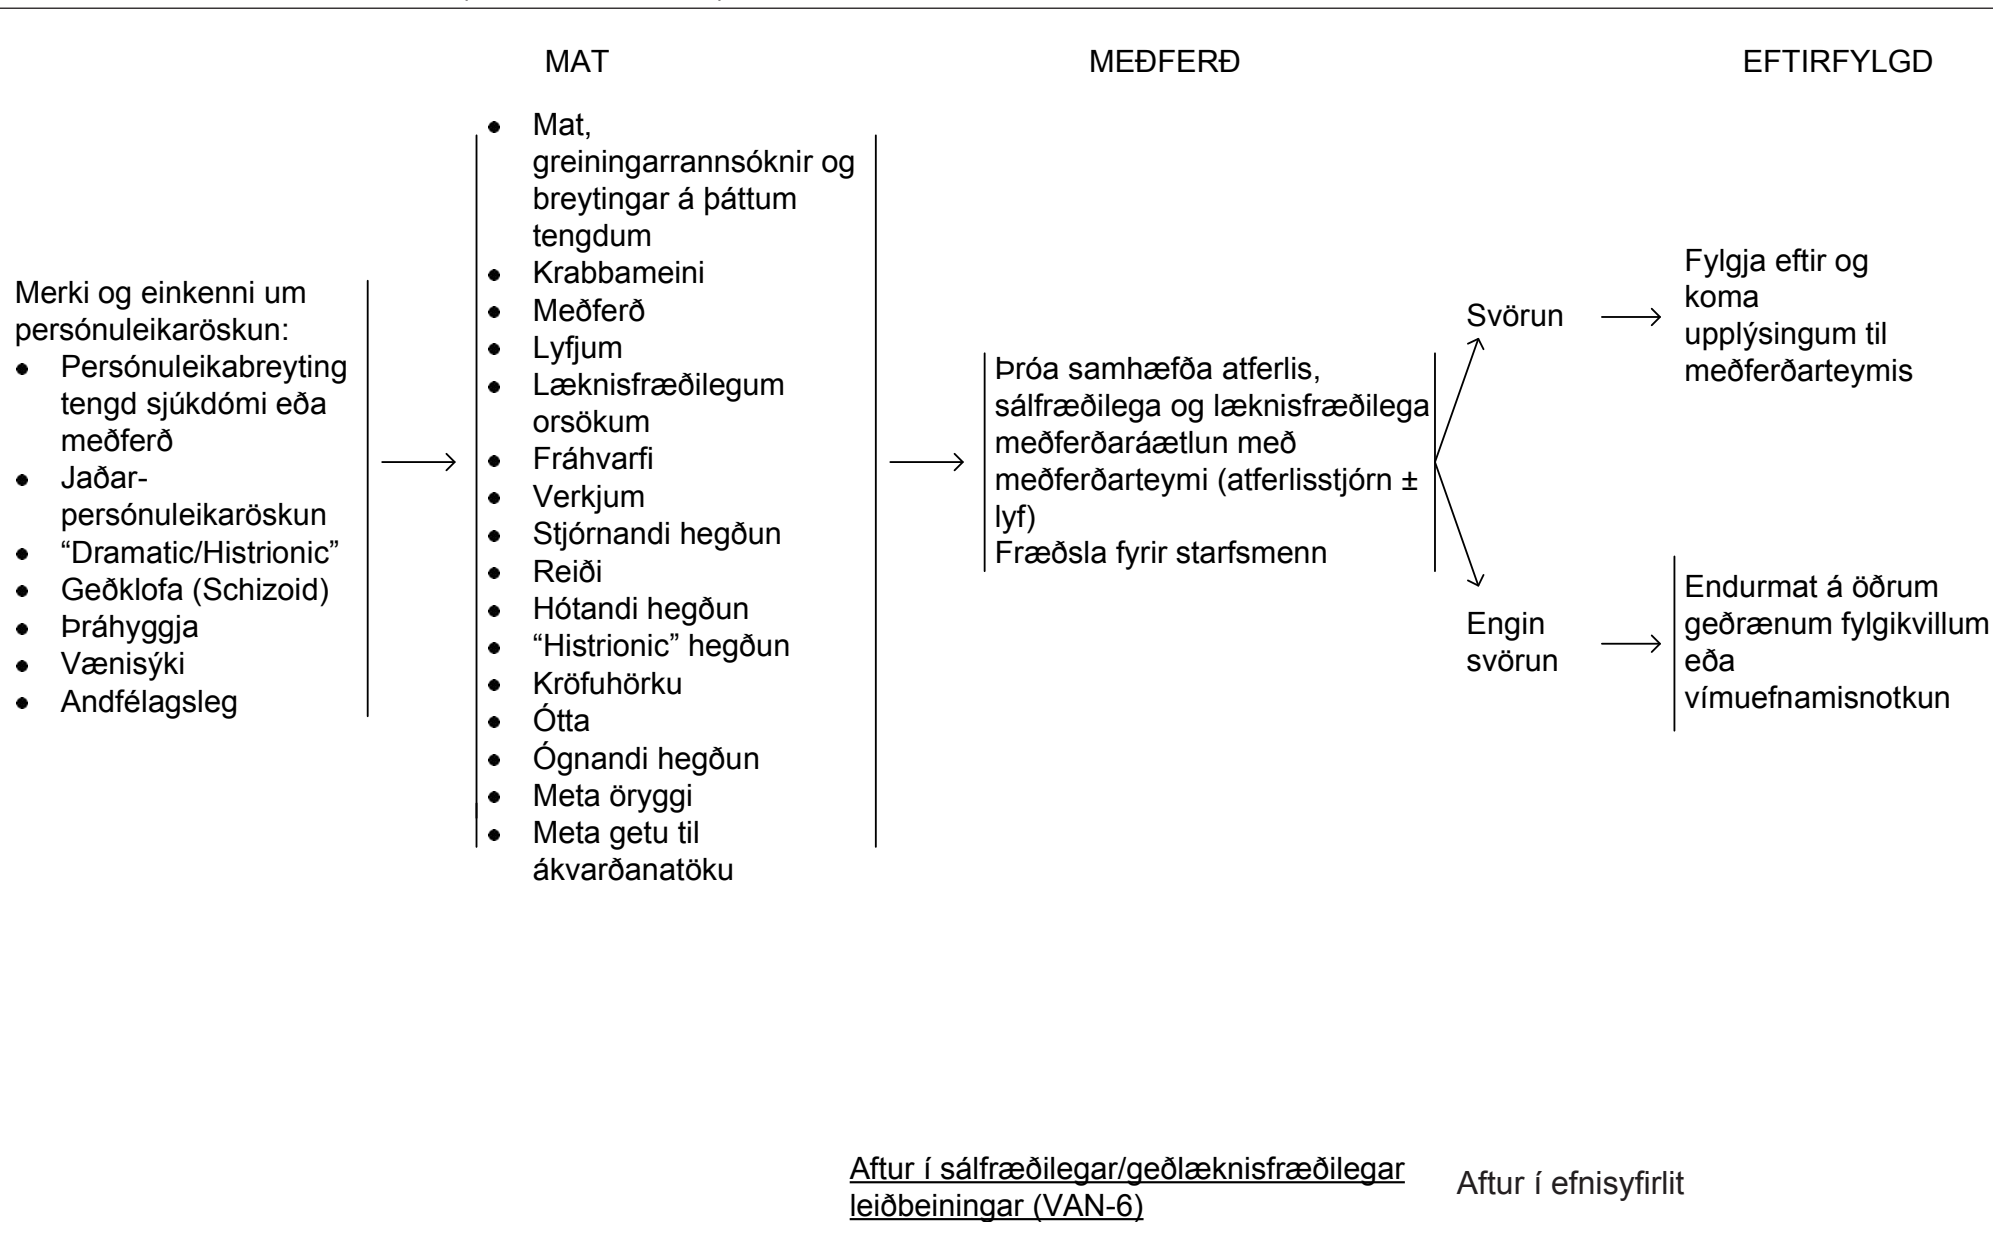 MAT
MEÐFERÐ
EFTIRFYLGD
Merki og einkenni um
persónuleikaröskun:
● Persónuleikabreyting
tengd sjúkdómi eða
meðferð
● Jaðar-
persónuleikaröskun
● “Dramatic/Histrionic”
● Geðklofa (Schizoid)
● Þráhyggja
● Vænisýki
● Andfélagsleg
● Mat,
greiningarrannsóknir og
breytingar á þáttum
tengdum
● Krabbameini
● Meðferð
● Lyfjum
● Læknisfræðilegum
orsökum
● Fráhvarfi
● Verkjum
● Stjórnandi hegðun
● Reiði
● Hótandi hegðun
● “Histrionic” hegðun
● Kröfuhörku
● Ótta
● Ógnandi hegðun
● Meta öryggi
● Meta getu til
ákvarðanatöku
Þróa samhæfða atferlis,
sálfræðilega og læknisfræðilega
meðferðaráætlun með
meðferðarteymi (atferlisstjórn ±
lyf)
Fræðsla fyrir starfsmenn
Svörun
Fylgja eftir og
koma
upplýsingum til
meðferðarteymis
Engin
svörun
Endurmat á öðrum
geðrænum fylgikvillum
eða
vímuefnamisnotkun
Aftur í sálfræðilegar/geðlæknisfræðilegar
leiðbeiningar (VAN-6)
Aftur í efnisyfirlit